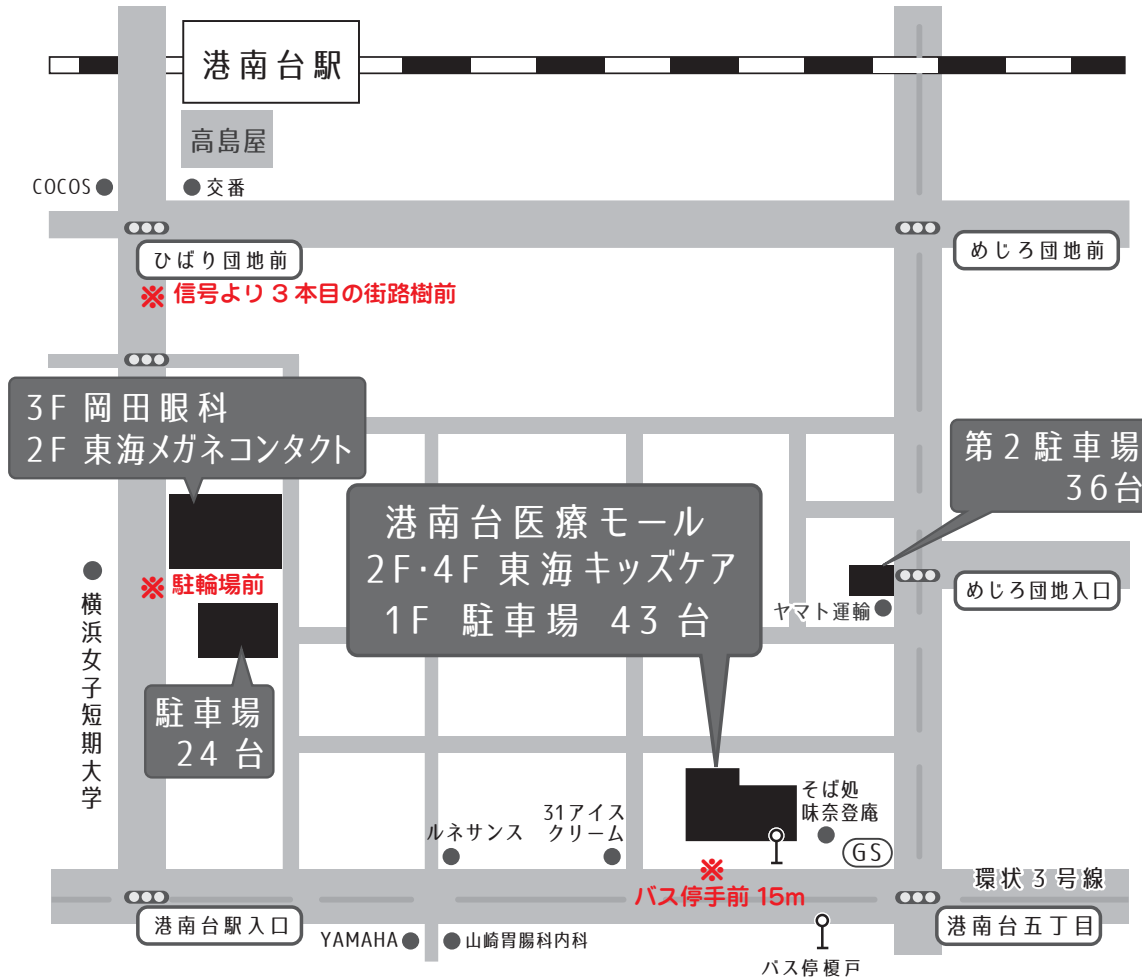 港南台駅
高島屋
COCOS
交番
ひばり団地前
めじろ団地前
※ 信号より3本目の街路樹前
3F 岡田眼科
2F 東海メガネコンタクト
第2駐車場
36台
港南台医療モール
2F・4F 東海キッズケア
1F 駐車場 43台
※ 駐輪場前
めじろ団地入口
ヤマト運輸
横浜女子短期大学
駐車場
24台
そば処
味奈登庵
31アイス
クリーム
ルネサンス
GS
※
バス停手前 15m
環状3号線
港南台駅入口
港南台五丁目
YAMAHA
山崎胃腸科内科
バス停榎戸